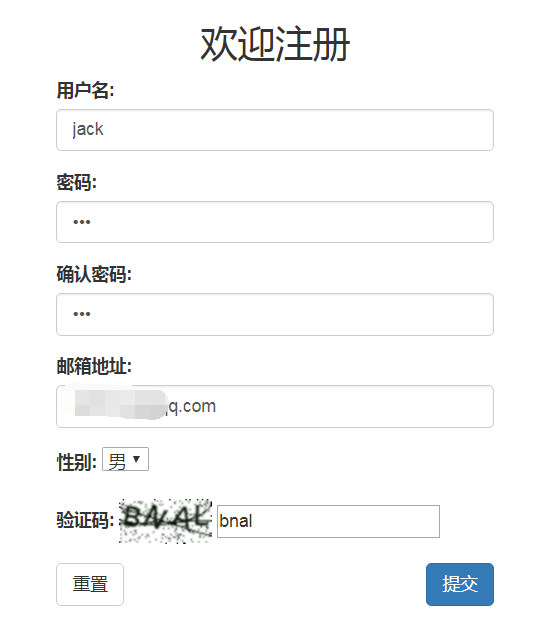 欢迎注册
用户名:
jack
密码:
•••
确认密码:
•••
邮箱地址:
q.com
性别: 男
验证码: BNAL bnal
重置 提交